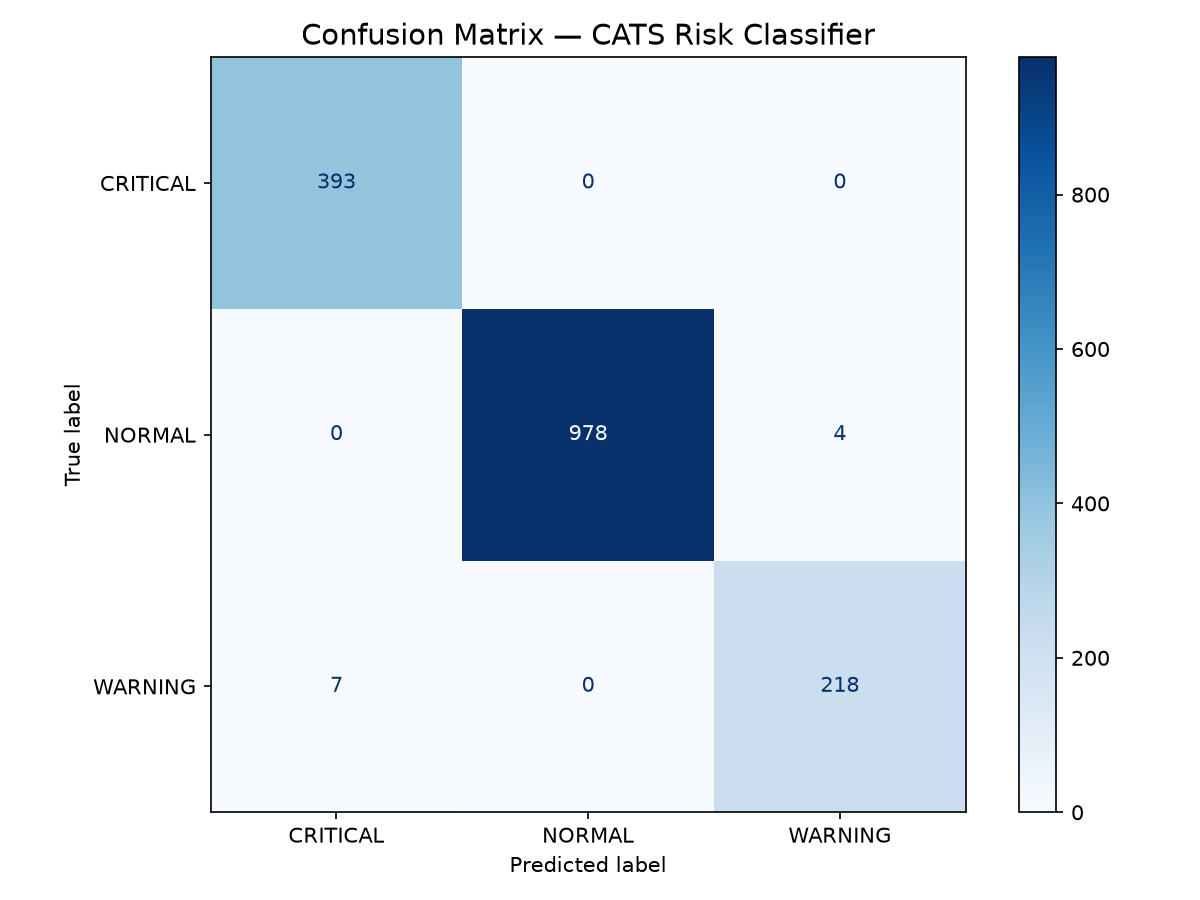 Confusion Matrix — CATS Risk Classifier
CRITICAL
393
0
0
NORMAL
0
978
4
WARNING
7
0
218
True label
CRITICAL
NORMAL
WARNING
Predicted label
800
600
400
200
0